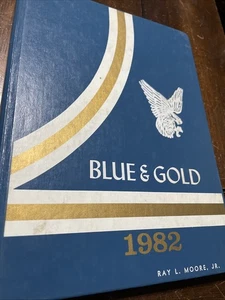 BLUE & GOLD
1982
RAY L. MOORE, JR.